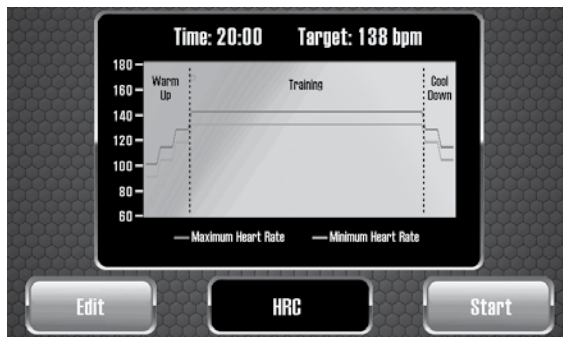 Time: 20:00 Target: 138 bpm
180
160
140
120
100
80
60
Warm
Up
Training
Cool
Down
Maximum Heart Rate Minimum Heart Rate
Edit HRC Start